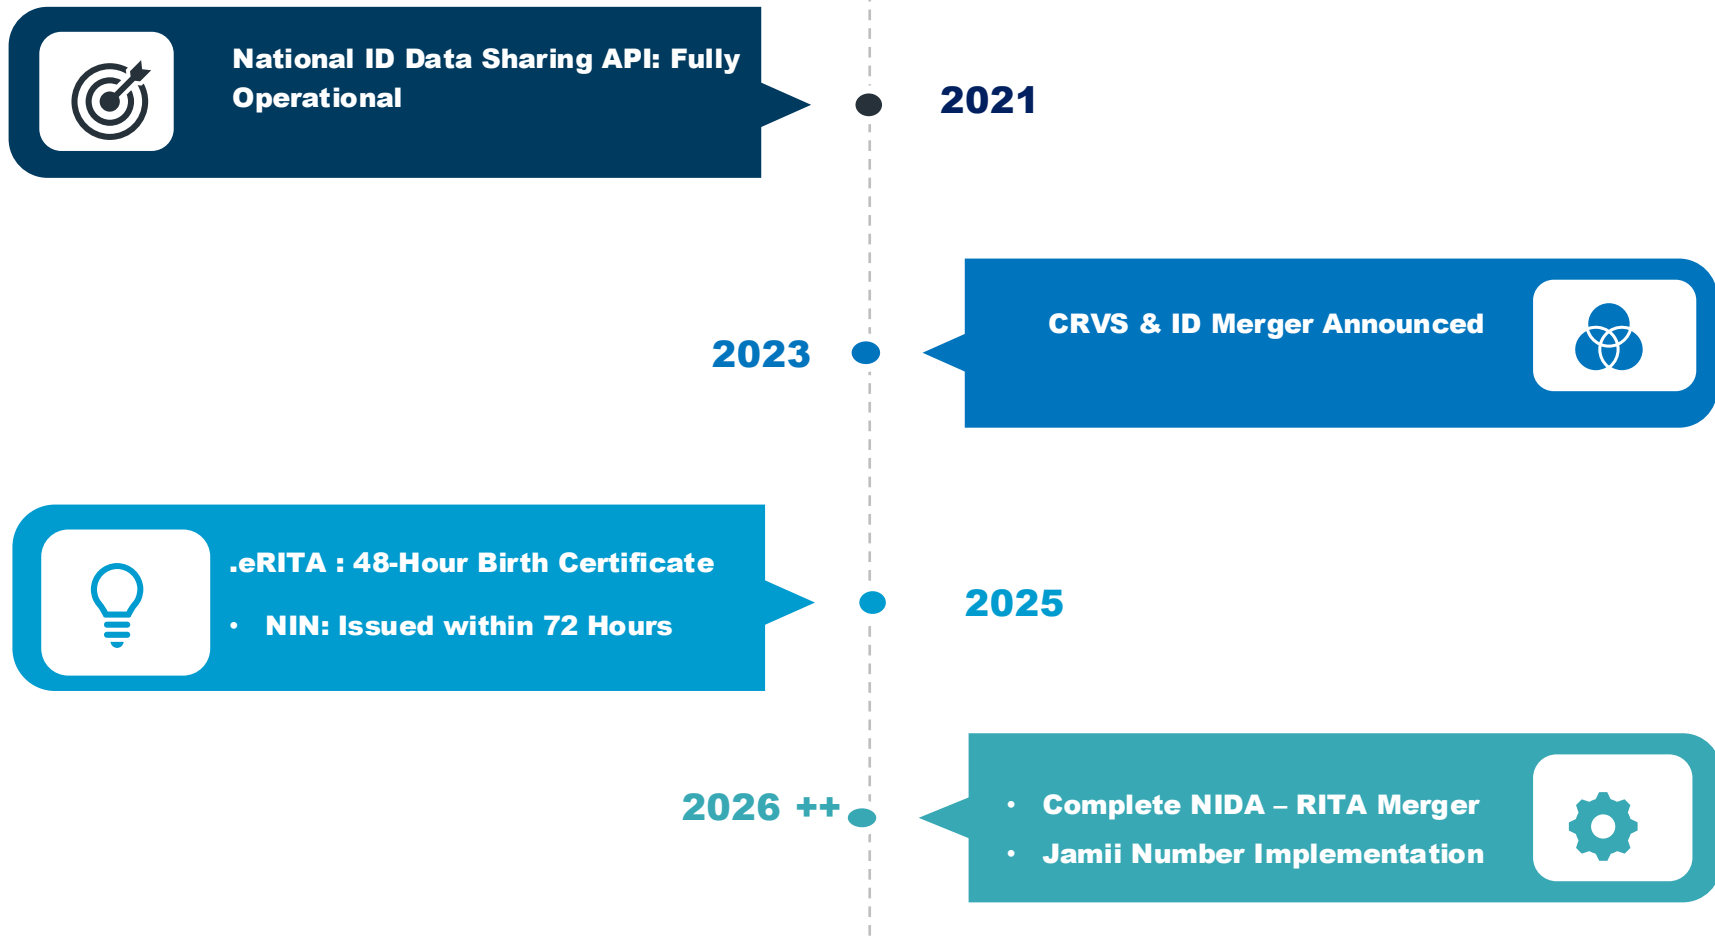 National ID Data Sharing API: Fully
Operational
2021
CRVS & ID Merger Announced
2023
.eRITA : 48-Hour Birth Certificate
• NIN: Issued within 72 Hours
2025
2026 ++
• Complete NIDA – RITA Merger
• Jamii Number Implementation